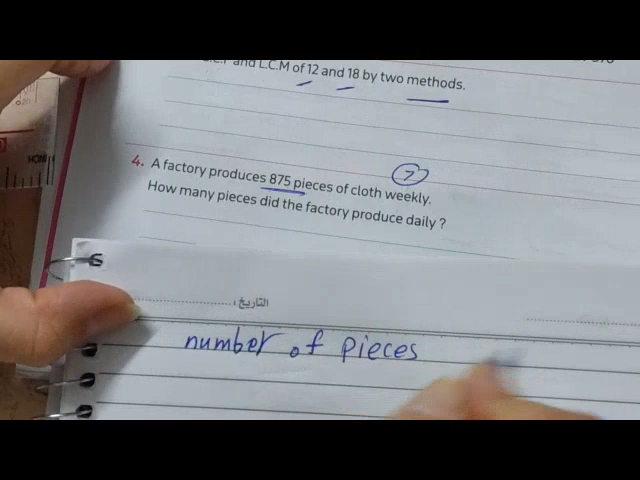 and L.C.M of 12 and 18 by two methods.
7
4. A factory produces 875 pieces of cloth weekly.
How many pieces did the factory produce daily ?
التاريخ :
number of pieces